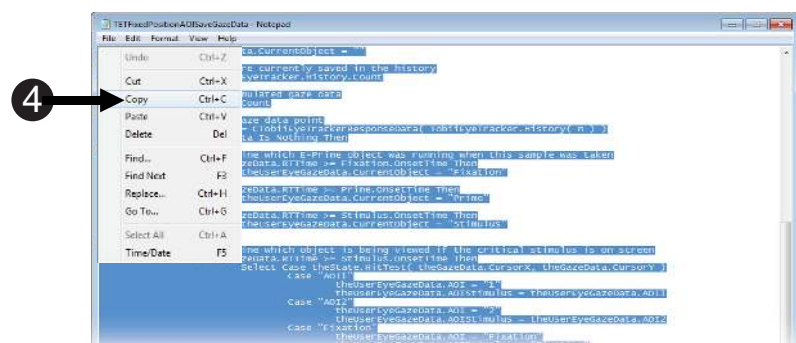 TETFixedPositionAOISaveGazeData - Notepad
File Edit Format View Help
Undo Ctrl+Z
ta.CurrentObject = ""
re currently saved in the history
Cut Ctrl+X
EyeTracker.History.Count
4
Copy Ctrl+C
mulated gaze data
Count
Paste Ctrl+V
aze data point
= CTobiiEyeTrackerResponseData( TobiiEyeTracker.History( n ) )
Delete Del
ta Is Nothing Then
Find... Ctrl+F
ine which E-Prime object was running when this sample was taken
zeData.RTTime >= Fixation.OnsetTime Then
Find Next F3
theUserEyeGazeData.CurrentObject = "Fixation"
Replace... Ctrl+H
zeData.RTTime >= Prime.OnsetTime Then
theUserEyeGazeData.CurrentObject = "Prime"
Go To... Ctrl+G
zeData.RTTime >= Stimulus.OnsetTime Then
theUserEyeGazeData.CurrentObject = "Stimulus"
Select All Ctrl+A
Time/Date F5
ine which object is being viewed if the critical stimulus is on screen
zeData.RTTime >= Stimulus.OnsetTime Then
Select Case theState.HitTest( theGazeData.CursorX, theGazeData.CursorY )
Case "AOI1"
theUserEyeGazeData.AOI = "1"
theUserEyeGazeData.AOIStimulus = theUserEyeGazeData.AOI1
Case "AOI2"
theUserEyeGazeData.AOI = "2"
theUserEyeGazeData.AOIStimulus = theUserEyeGazeData.AOI2
Case "Fixation"
theUserEyeGazeData.AOI = "Fixation"